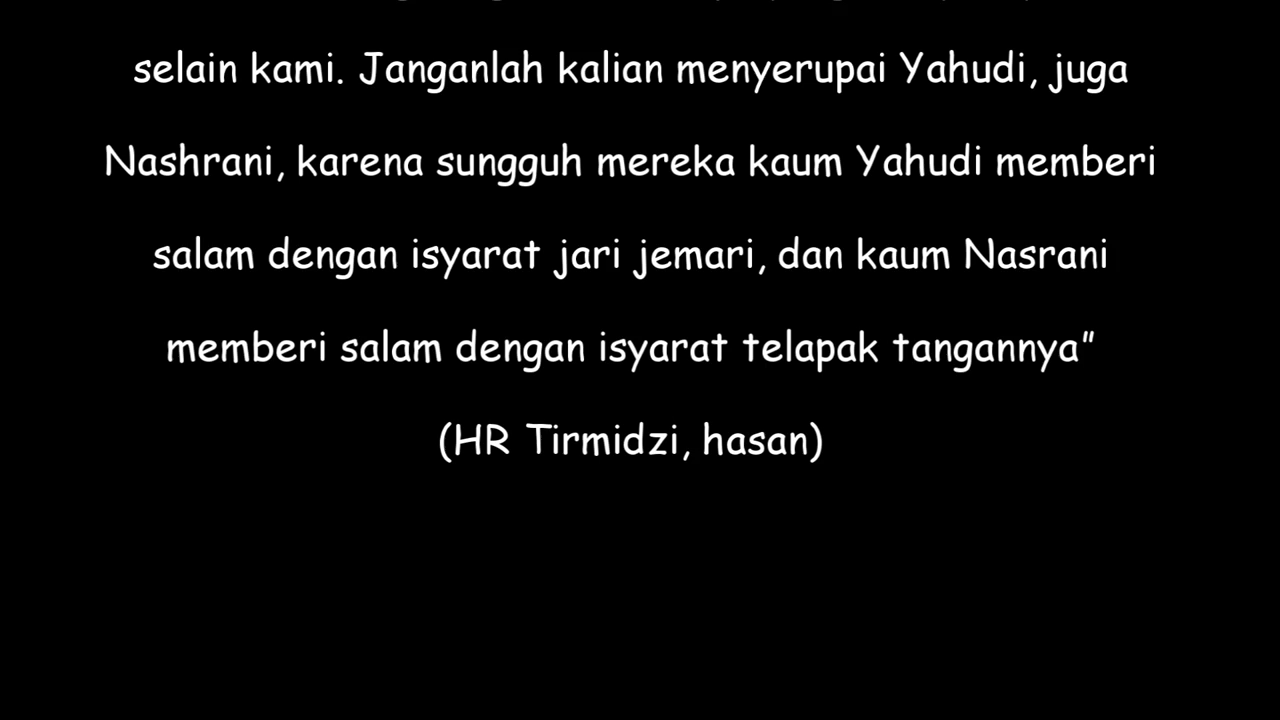 selain kami. Janganlah kalian menyerupai Yahudi, juga
Nashrani, karena sungguh mereka kaum Yahudi memberi
salam dengan isyarat jari jemari, dan kaum Nasrani
memberi salam dengan isyarat telapak tangannya"
(HR Tirmidzi, hasan)